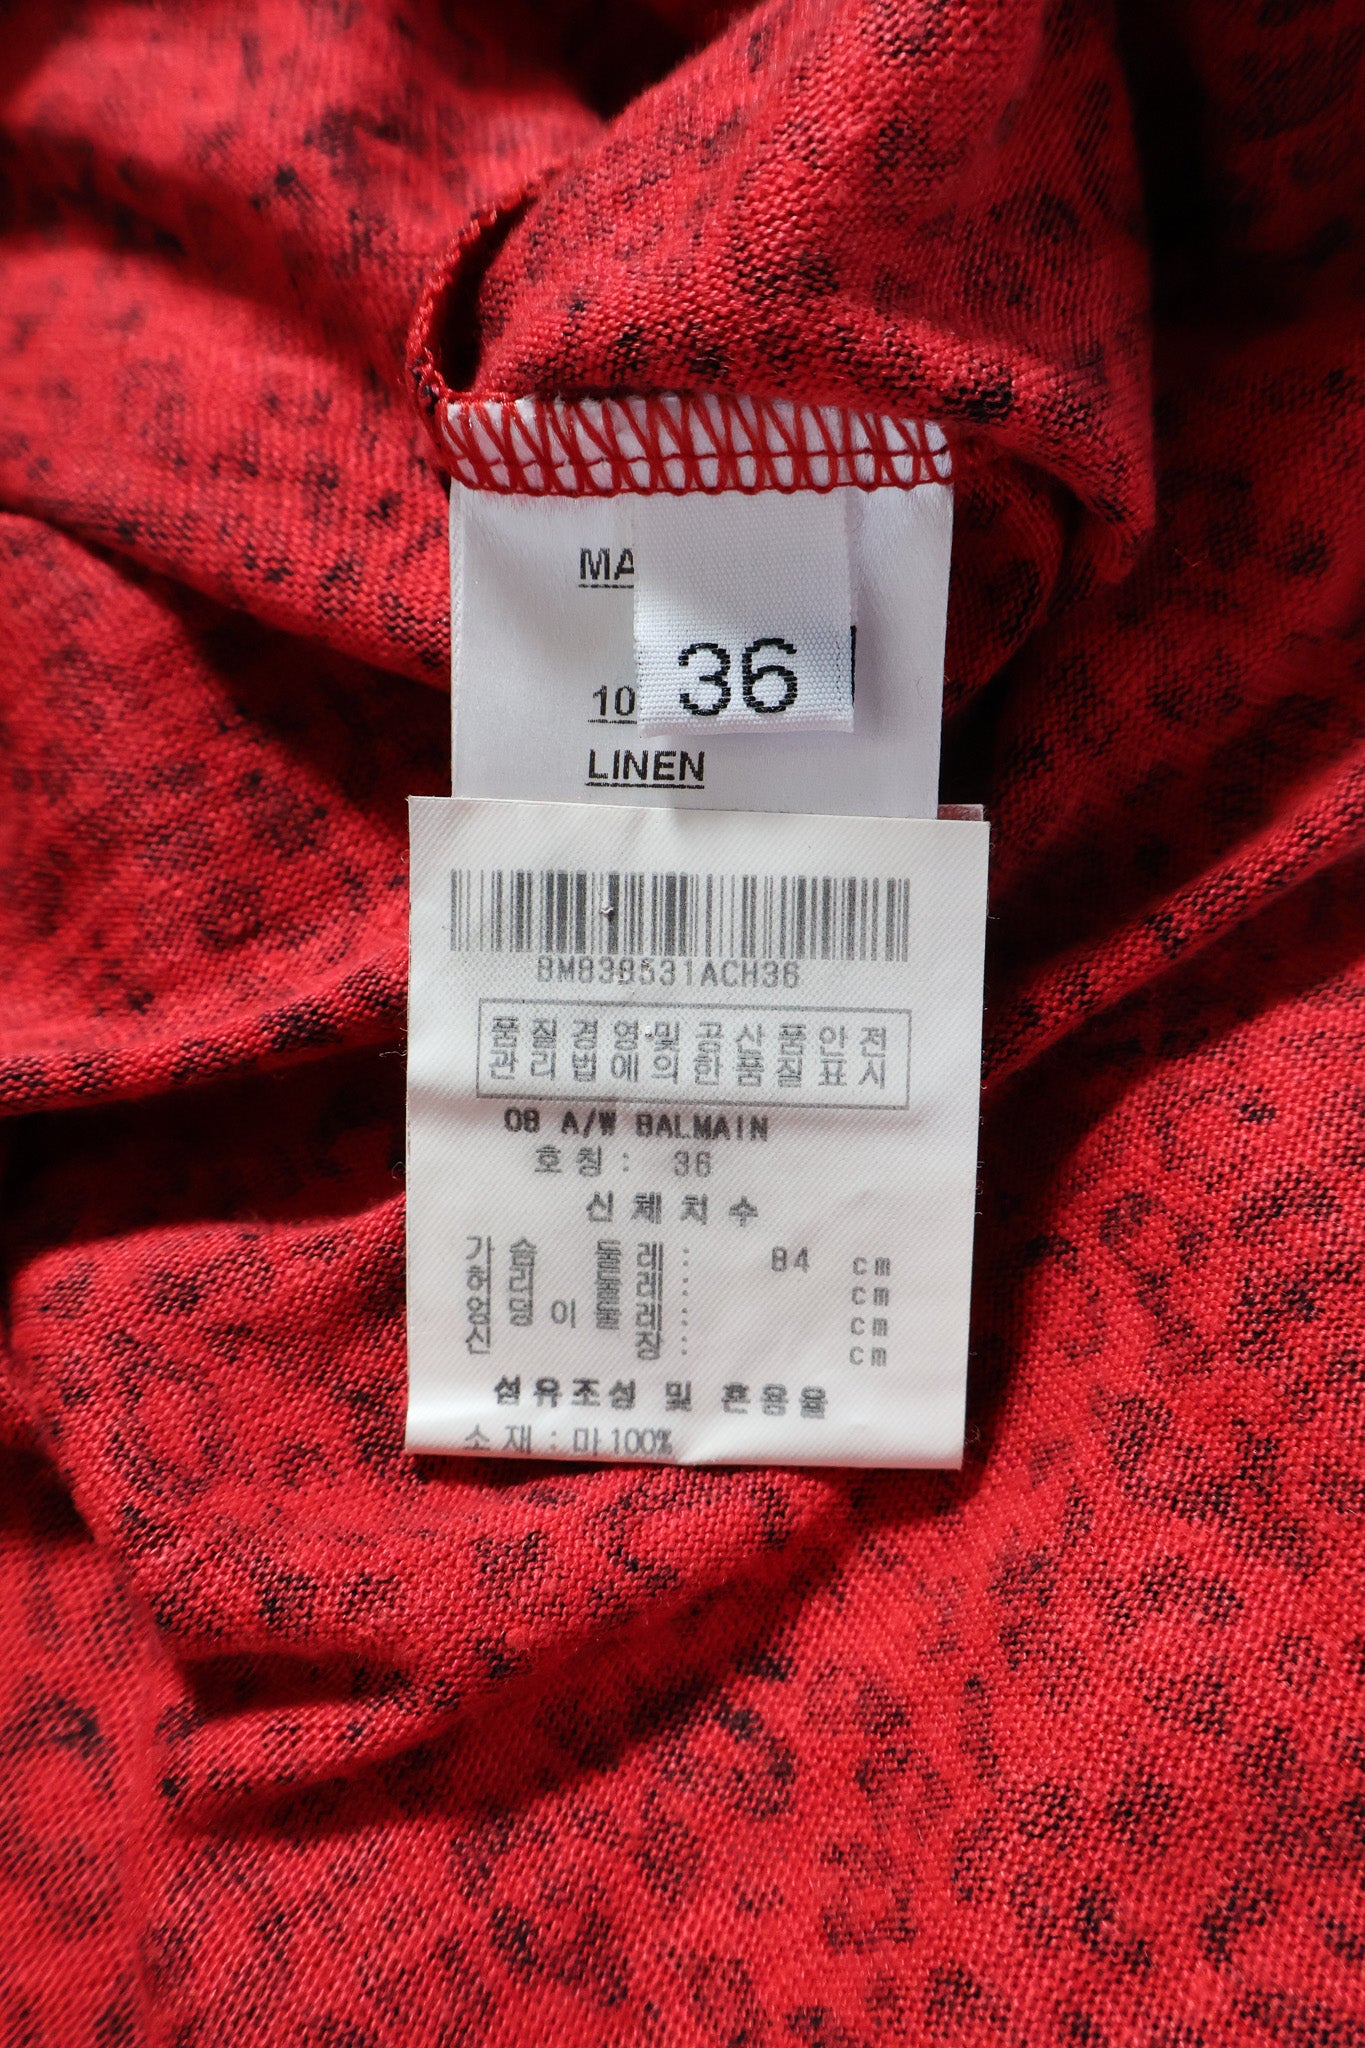 MA
36
10
LINEN
BM838531ACH36
품질경영및공산품안전
관리법에의한품질표시
08 A/W BALMAIN
호칭 : 36
신체치수
가슴 둘레 : 84 cm
허리 둘레 : cm
엉덩이둘레 : cm
신장 : cm
섬유조성 및 혼용율
소재 : 마 100%